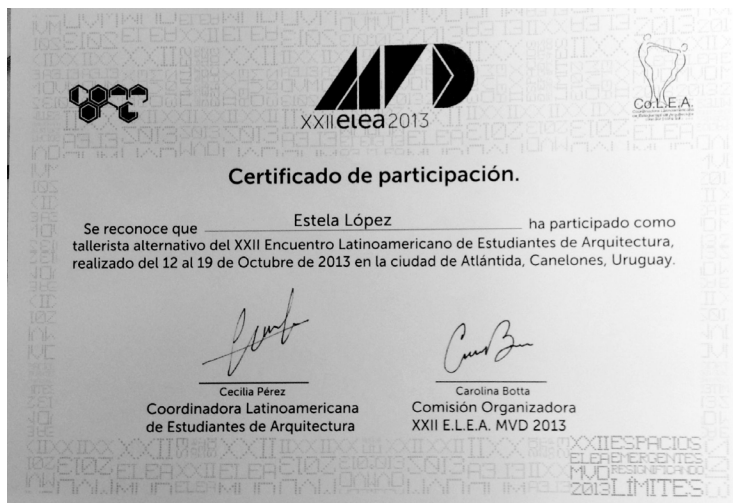 MVD
XXII elea 2013
Co.L.E.A.
Certificado de participación.
Se reconoce que Estela López ha participado como
tallerista alternativo del XXII Encuentro Latinoamericano de Estudiantes de Arquitectura,
realizado del 12 al 19 de Octubre de 2013 en la ciudad de Atlántida, Canelones, Uruguay.
Cecilia Pérez
Coordinadora Latinoamericana
de Estudiantes de Arquitectura
Carolina Botta
Comisión Organizadora
XXII E.L.E.A. MVD 2013
XXII ESPACIOS
ELEA EMERGENTES
MVD RESIGNIFICANDO
2013 LÍMITES